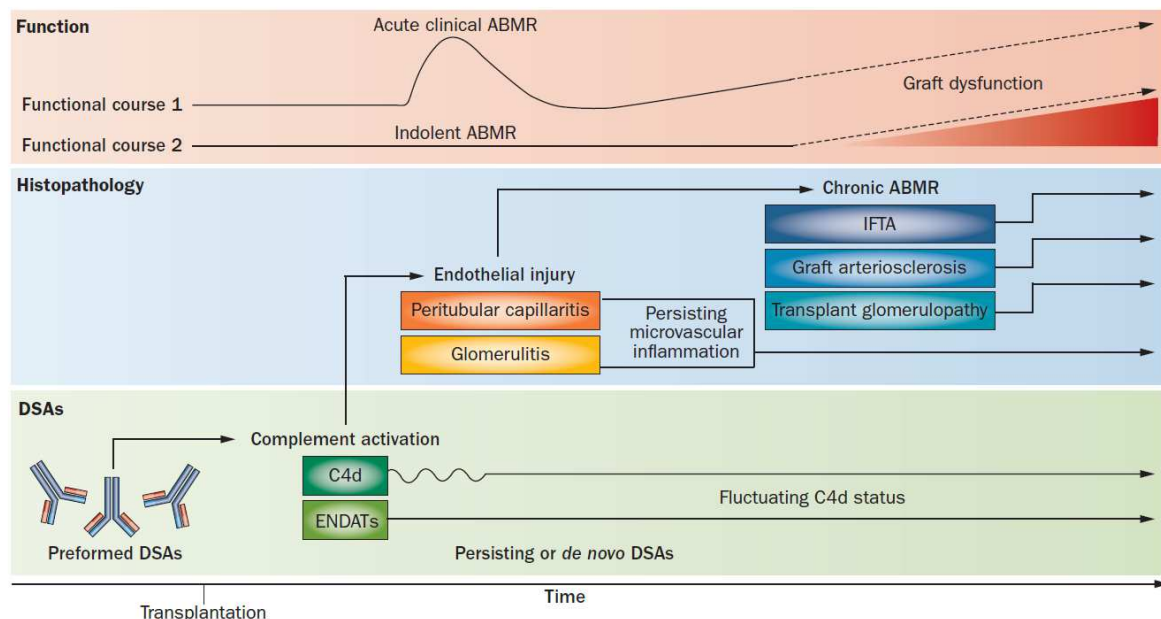 Function
Acute clinical ABMR
Graft dysfunction
Functional course 1
Indolent ABMR
Functional course 2
Histopathology
Chronic ABMR
IFTA
Endothelial injury
Graft arteriosclerosis
Peritubular capillaritis
Persisting
microvascular
inflammation
Transplant glomerulopathy
Glomerulitis
DSAs
Complement activation
C4d
Fluctuating C4d status
ENDATs
Preformed DSAs
Persisting or de novo DSAs
Time
Transplantation